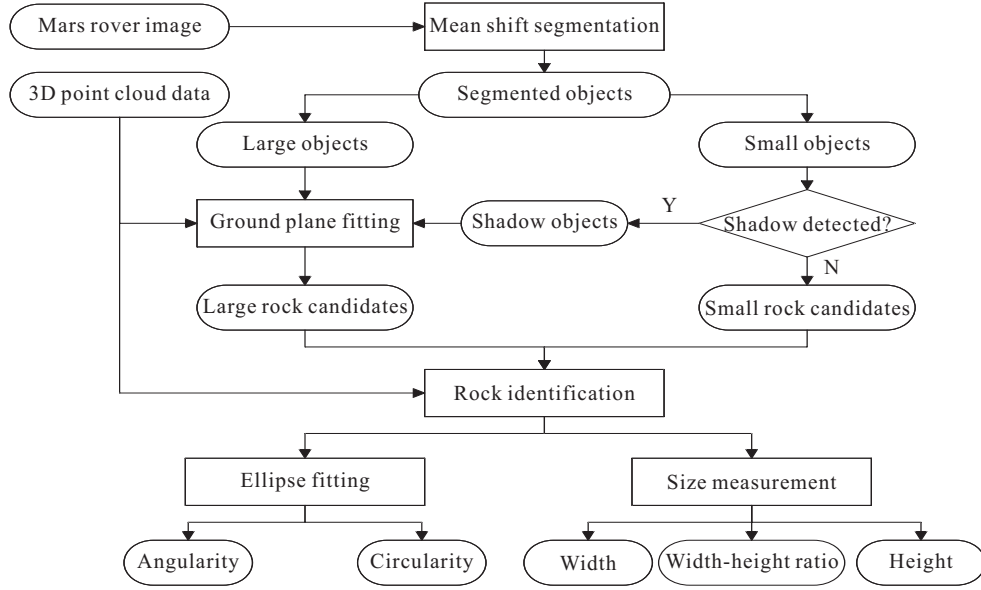 Mars rover image
Mean shift segmentation
3D point cloud data
Segmented objects
Large objects
Small objects
Ground plane fitting
Shadow objects
Y
Shadow detected?
N
Large rock candidates
Small rock candidates
Rock identification
Ellipse fitting
Size measurement
Angularity
Circularity
Width
Width-height ratio
Height